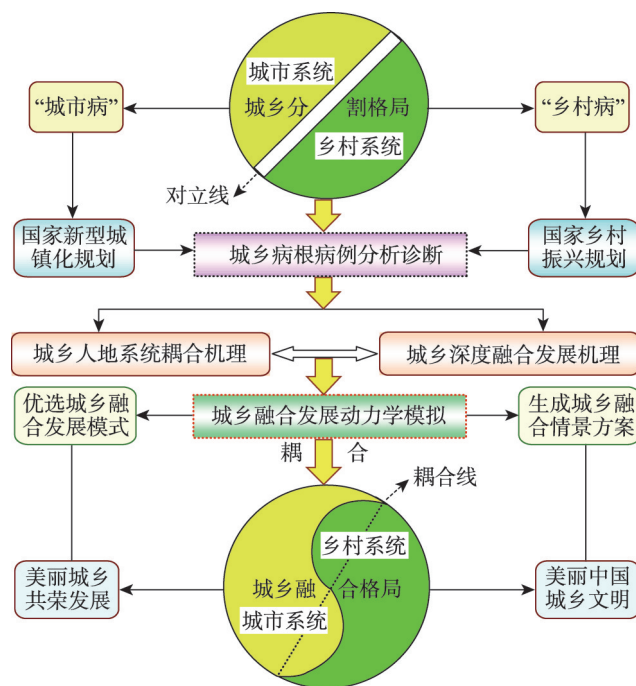 城市系统
“城市病”
城乡分
割格局
“乡村病”
乡村系统
对立线
国家新型城
镇化规划
城乡病根病例分析诊断
国家乡村
振兴规划
城乡人地系统耦合机理
城乡深度融合发展机理
优选城乡融
合发展模式
城乡融合发展动力学模拟
生成城乡融
合情景方案
耦 合
耦合线
乡村系统
美丽城乡
共荣发展
城乡融
合格局
美丽中国
城乡文明
城市系统